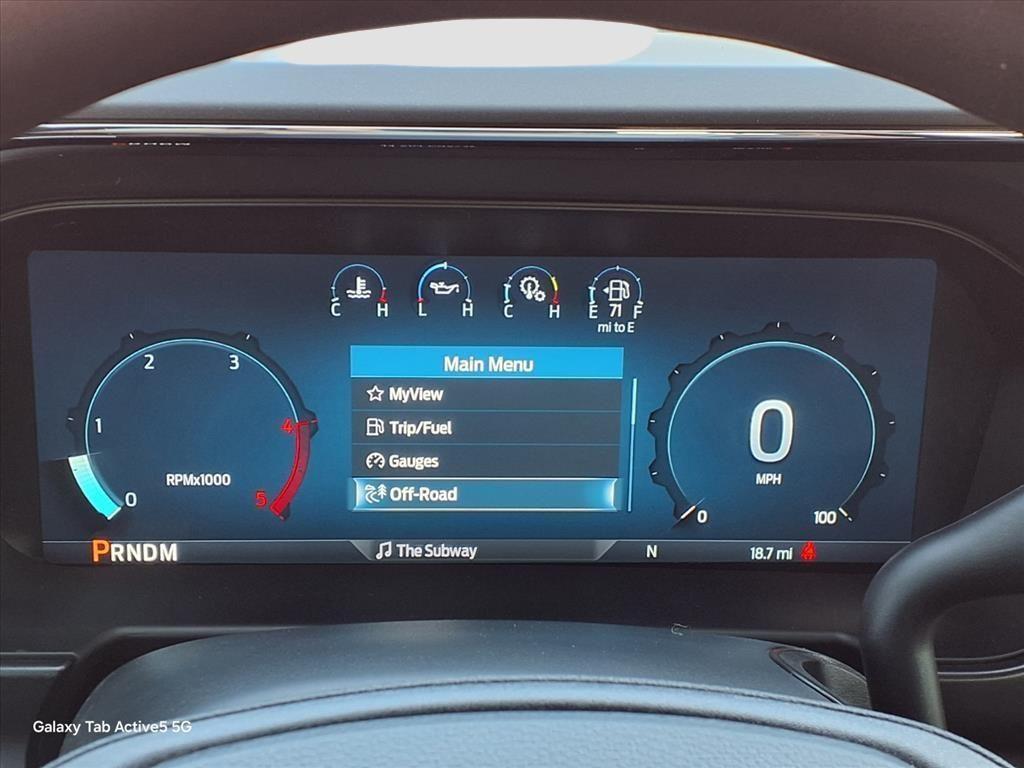 C H
L H
C H
E 71 F
mi to E
Main Menu
MyView
Trip/Fuel
Gauges
Off-Road
0
1
2
3
4
5
RPMx1000
0
MPH
0
100
PRNDM
The Subway
N
18.7 mi
Galaxy Tab Active5 5G